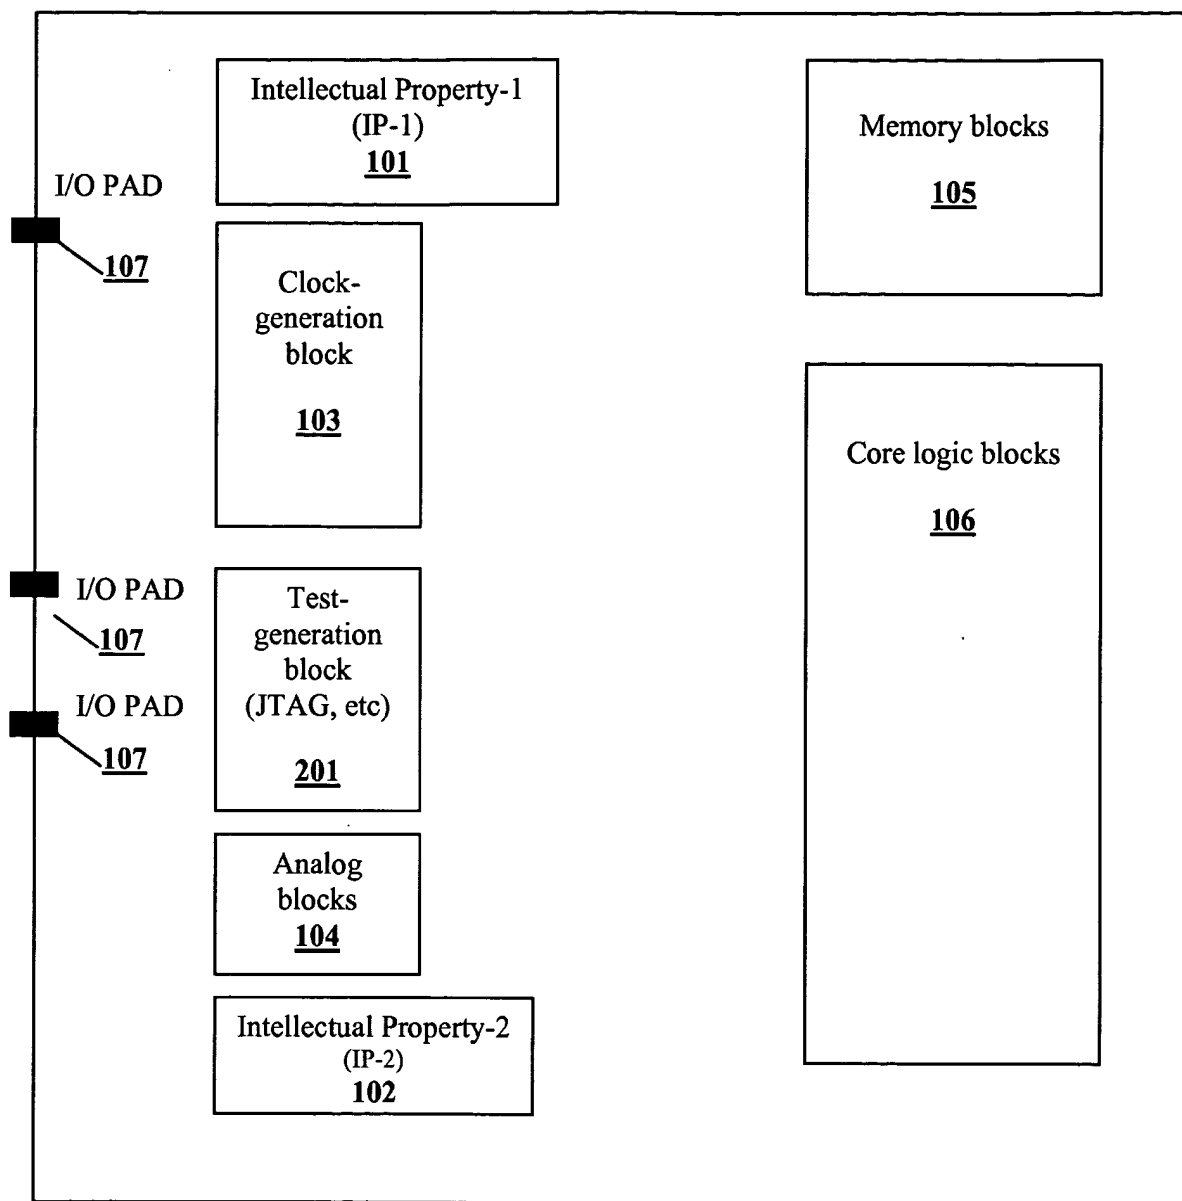 Intellectual Property-1
(IP-1)
101
Memory blocks
105
I/O PAD
107
Clock-
generation
block
103
Core logic blocks
106
I/O PAD
107
I/O PAD
107
Test-
generation
block
(JTAG, etc)
201
Analog
blocks
104
Intellectual Property-2
(IP-2)
102